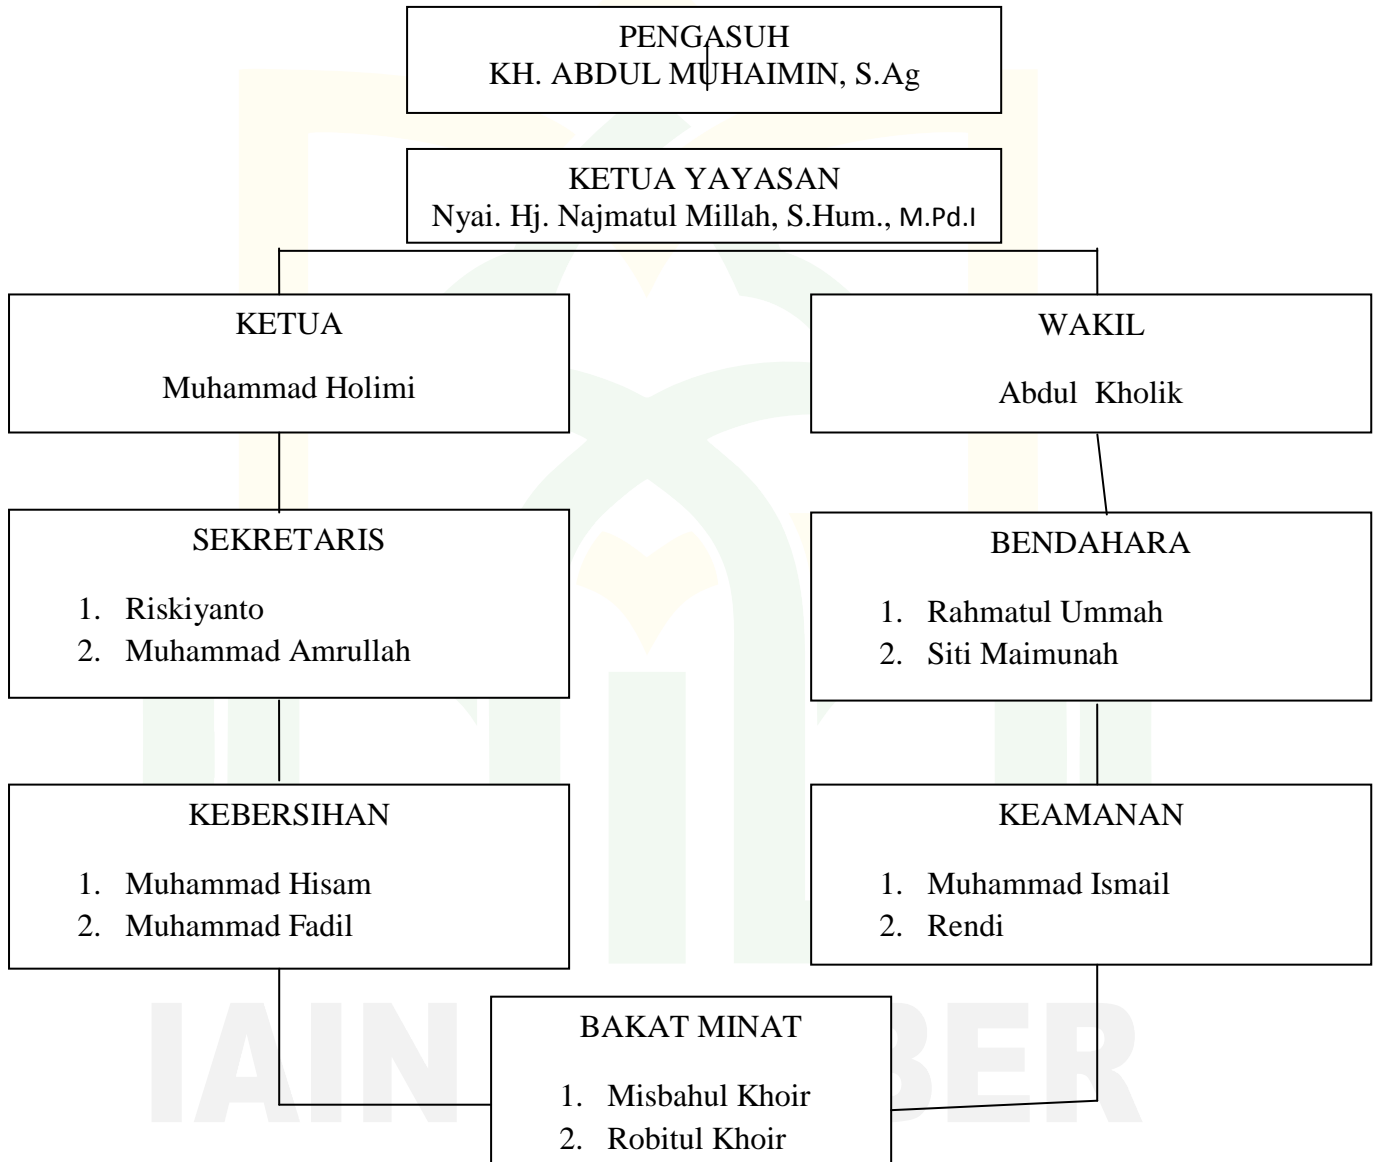 PENGASUH
KH. ABDUL MUHAIMIN, S.Ag
KETUA YAYASAN
Nyai. Hj. Najmatul Millah, S.Hum., M.Pd.I
KETUA
Muhammad Holimi
WAKIL
Abdul Kholik
SEKRETARIS
1. Riskiyanto
2. Muhammad Amrullah
BENDAHARA
1. Rahmatul Ummah
2. Siti Maimunah
KEBERSIHAN
1. Muhammad Hisam
2. Muhammad Fadil
KEAMANAN
1. Muhammad Ismail
2. Rendi
BAKAT MINAT
1. Misbahul Khoir
2. Robitul Khoir
IAIN BER